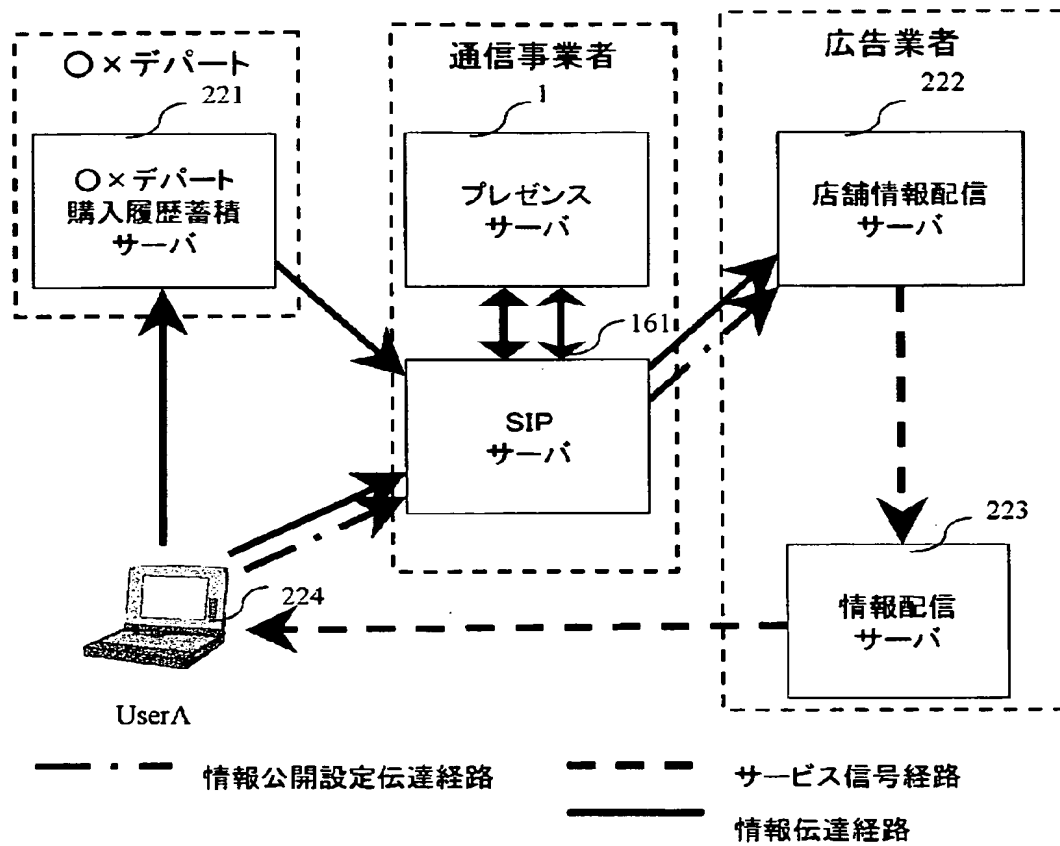 〇×デパート
通信事業者
広告業者
221
1
222
〇×デパート
購入履歴蓄積
サーバ
プレゼンス
サーバ
店舗情報配信
サーバ
161
SIP
サーバ
223
224
情報配信
サーバ
UserA
情報公開設定伝達経路
サービス信号経路
情報伝達経路